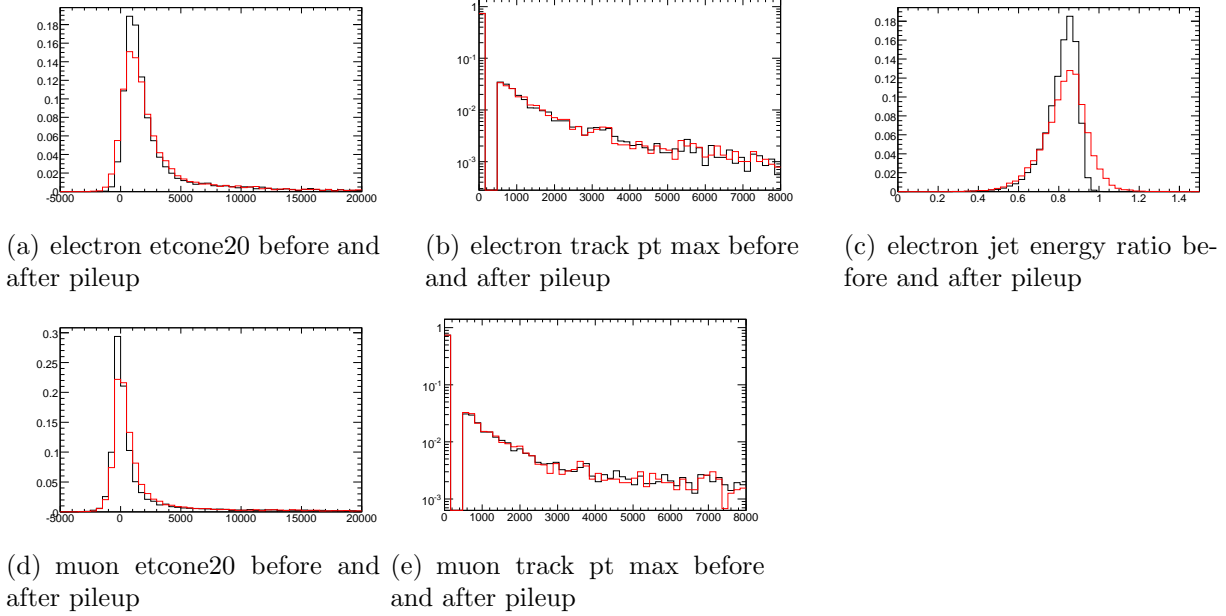 0.18
0.16
0.14
0.12
0.1
0.08
0.06
0.04
0.02
0
-5000 0 5000 10000 15000 20000
1
10-1
10-2
10-3
0 1000 2000 3000 4000 5000 6000 7000 8000
0.18
0.16
0.14
0.12
0.1
0.08
0.06
0.04
0.02
0
0 0.2 0.4 0.6 0.8 1 1.2 1.4
(a) electron etcone20 before and
after pileup
(b) electron track pt max before
and after pileup
(c) electron jet energy ratio be-
fore and after pileup
0.3
0.25
0.2
0.15
0.1
0.05
0
-5000 0 5000 10000 15000 20000
1
10-1
10-2
10-3
0 1000 2000 3000 4000 5000 6000 7000 8000
(d) muon etcone20 before and
after pileup
(e) muon track pt max before
and after pileup